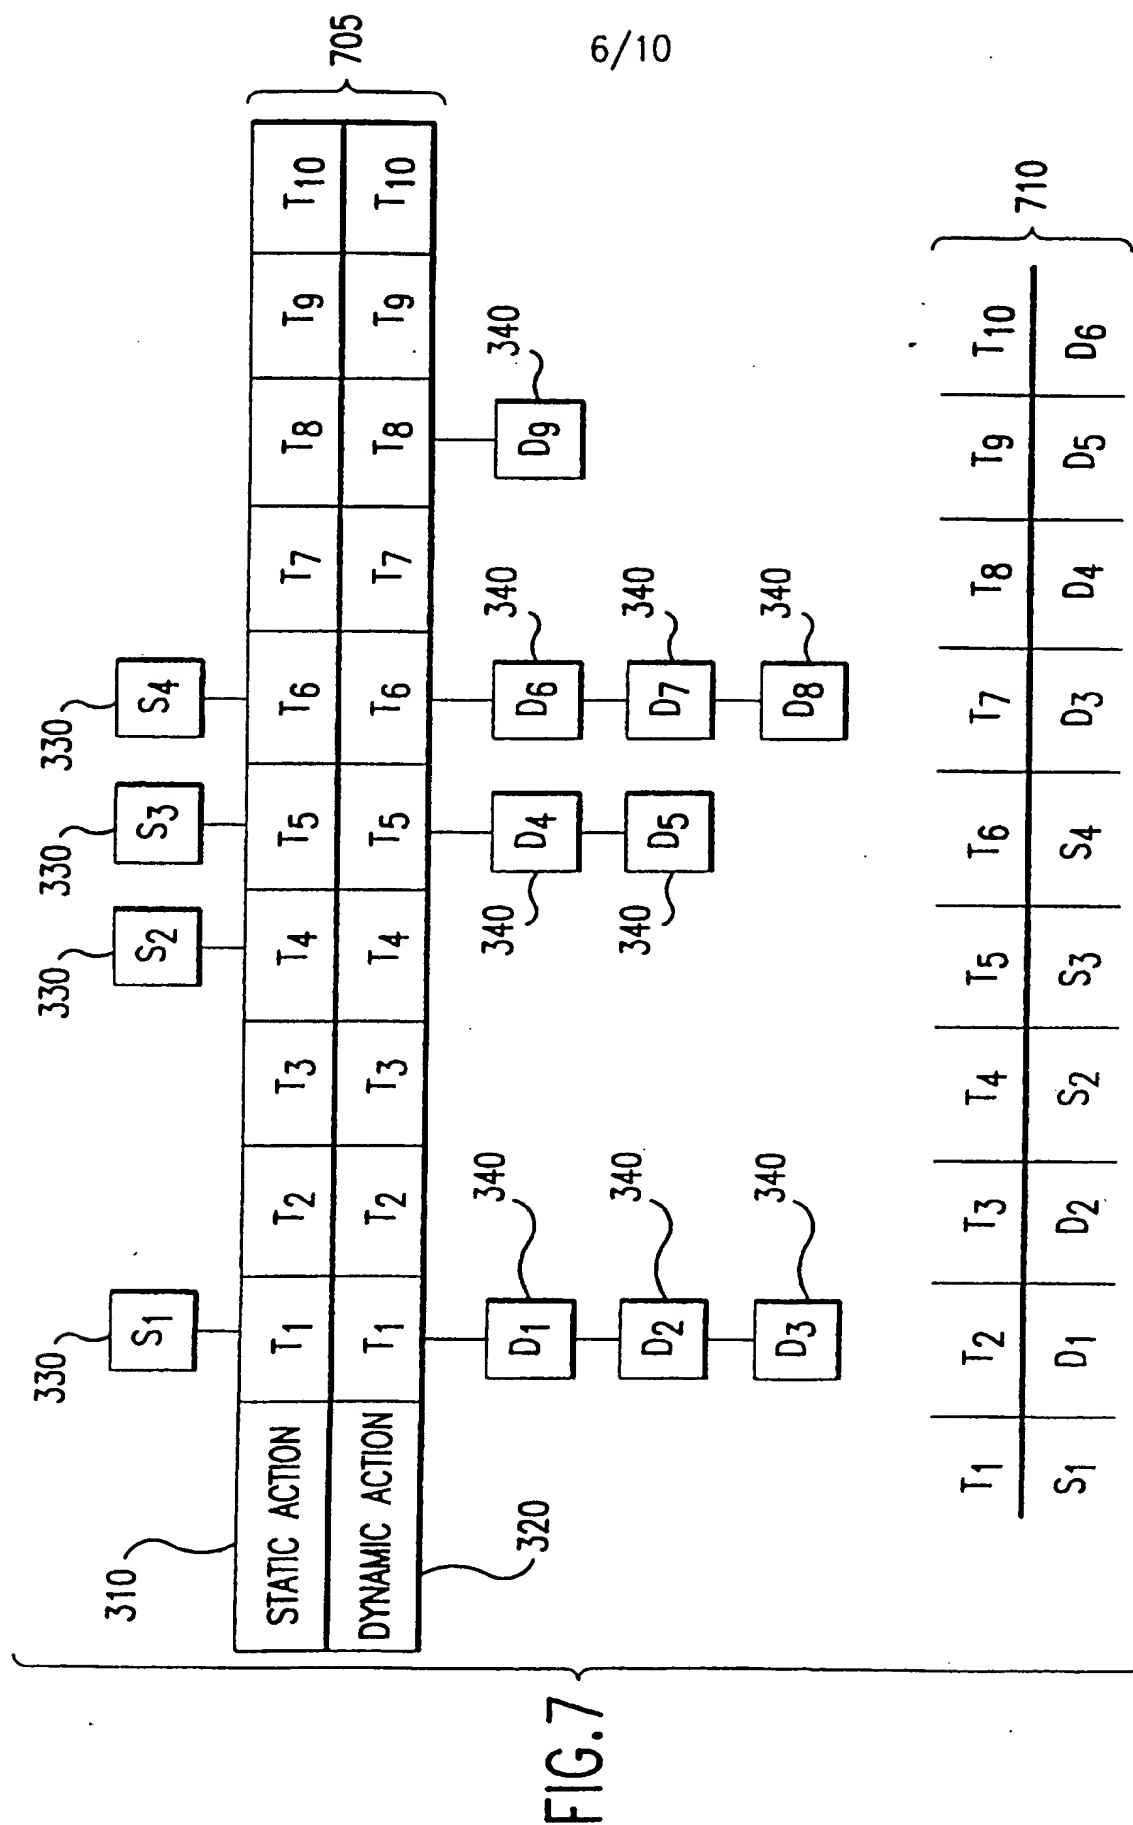 6/10
330 330 330 330
S1 S2 S3 S4
310
705
STATIC ACTION T1 T2 T3 T4 T5 T6 T7 T8 T9 T10
DYNAMIC ACTION T1 T2 T3 T4 T5 T6 T7 T8 T9 T10
320
340 340 340 340
D1 D4 D6 D9
340 340 340
D2 D5 D7
340 340
D3 D8
710
T1 T2 T3 T4 T5 T6 T7 T8 T9 T10
S1 D1 D2 S2 S3 S4 D3 D4 D5 D6
FIG.7